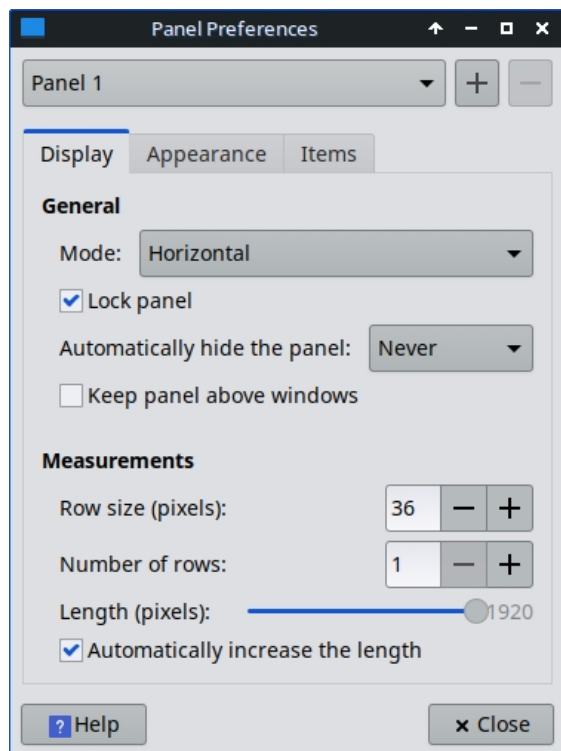 Panel Preferences
Panel 1
Display Appearance Items
General
Mode: Horizontal
Lock panel
Automatically hide the panel: Never
Keep panel above windows
Measurements
Row size (pixels): 36
Number of rows: 1
Length (pixels): 1920
Automatically increase the length
? Help × Close